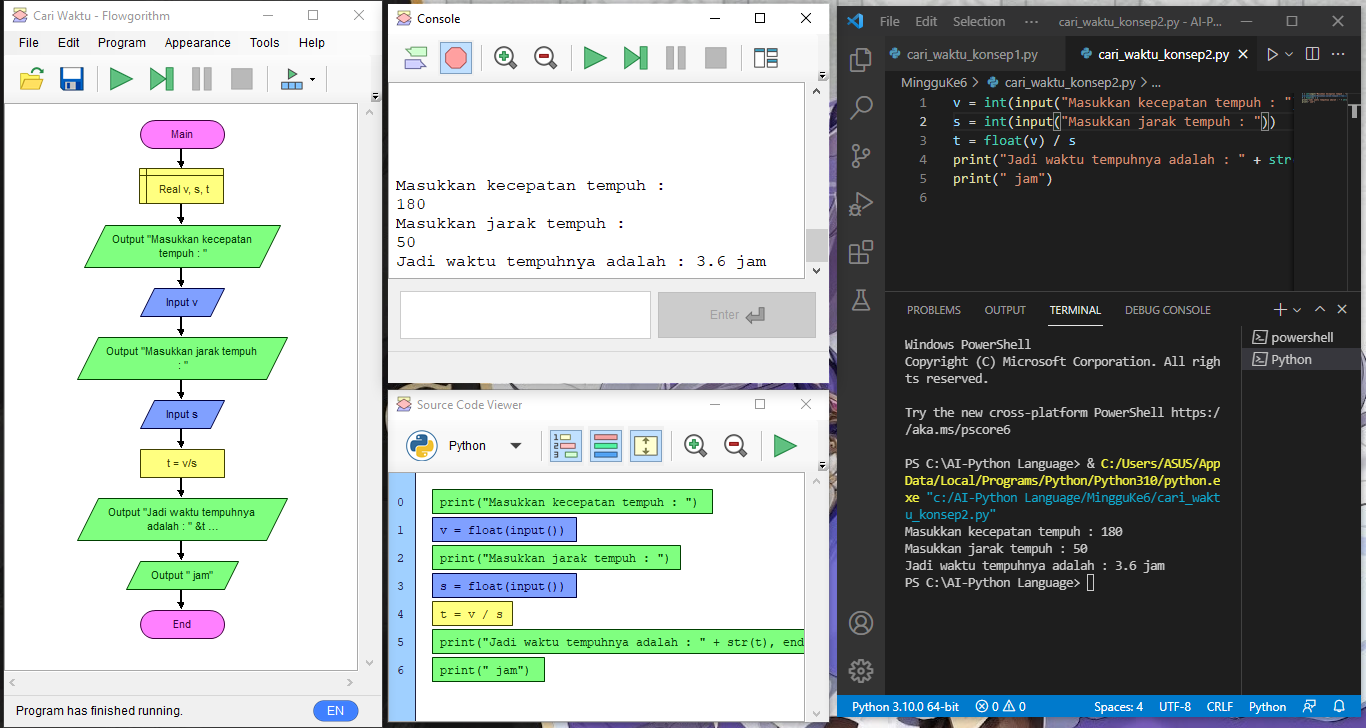 Cari Waktu - Flowgorithm
File Edit Program Appearance Tools Help
Main
Real v, s, t
Output "Masukkan kecepatan
tempuh : "
Input v
Output "Masukkan jarak tempuh
: "
Input s
t = v/s
Output "Jadi waktu tempuhnya
adalah : " &t ...
Output " jam"
End
Program has finished running.
EN
Console
Masukkan kecepatan tempuh :
180
Masukkan jarak tempuh :
50
Jadi waktu tempuhnya adalah : 3.6 jam
Enter
Source Code Viewer
Python
1
2
3
0 print("Masukkan kecepatan tempuh : ")
1 v = float(input())
2 print("Masukkan jarak tempuh : ")
3 s = float(input())
4 t = v / s
5 print("Jadi waktu tempuhnya adalah : " + str(t), end
6 print(" jam")
File Edit Selection ··· cari_waktu_konsep2.py - AI-P...
cari_waktu_konsep1.py cari_waktu_konsep2.py
MingguKe6 > cari_waktu_konsep2.py > ...
1 v = int(input("Masukkan kecepatan tempuh : "
2 s = int(input("Masukkan jarak tempuh : "))
3 t = float(v) / s
4 print("Jadi waktu tempuhnya adalah : " + str
5 print(" jam")
6
PROBLEMS OUTPUT TERMINAL DEBUG CONSOLE
powershell
Python
Windows PowerShell
Copyright (C) Microsoft Corporation. All righ
ts reserved.
Try the new cross-platform PowerShell https:/
/aka.ms/pscore6
PS C:\AI-Python Language> & C:/Users/ASUS/App
Data/Local/Programs/Python/Python310/python.e
xe "c:/AI-Python Language/MingguKe6/cari_wakt
u_konsep2.py"
Masukkan kecepatan tempuh : 180
Masukkan jarak tempuh : 50
Jadi waktu tempuhnya adalah : 3.6 jam
PS C:\AI-Python Language>
Python 3.10.0 64-bit 0 0 Spaces: 4 UTF-8 CRLF Python